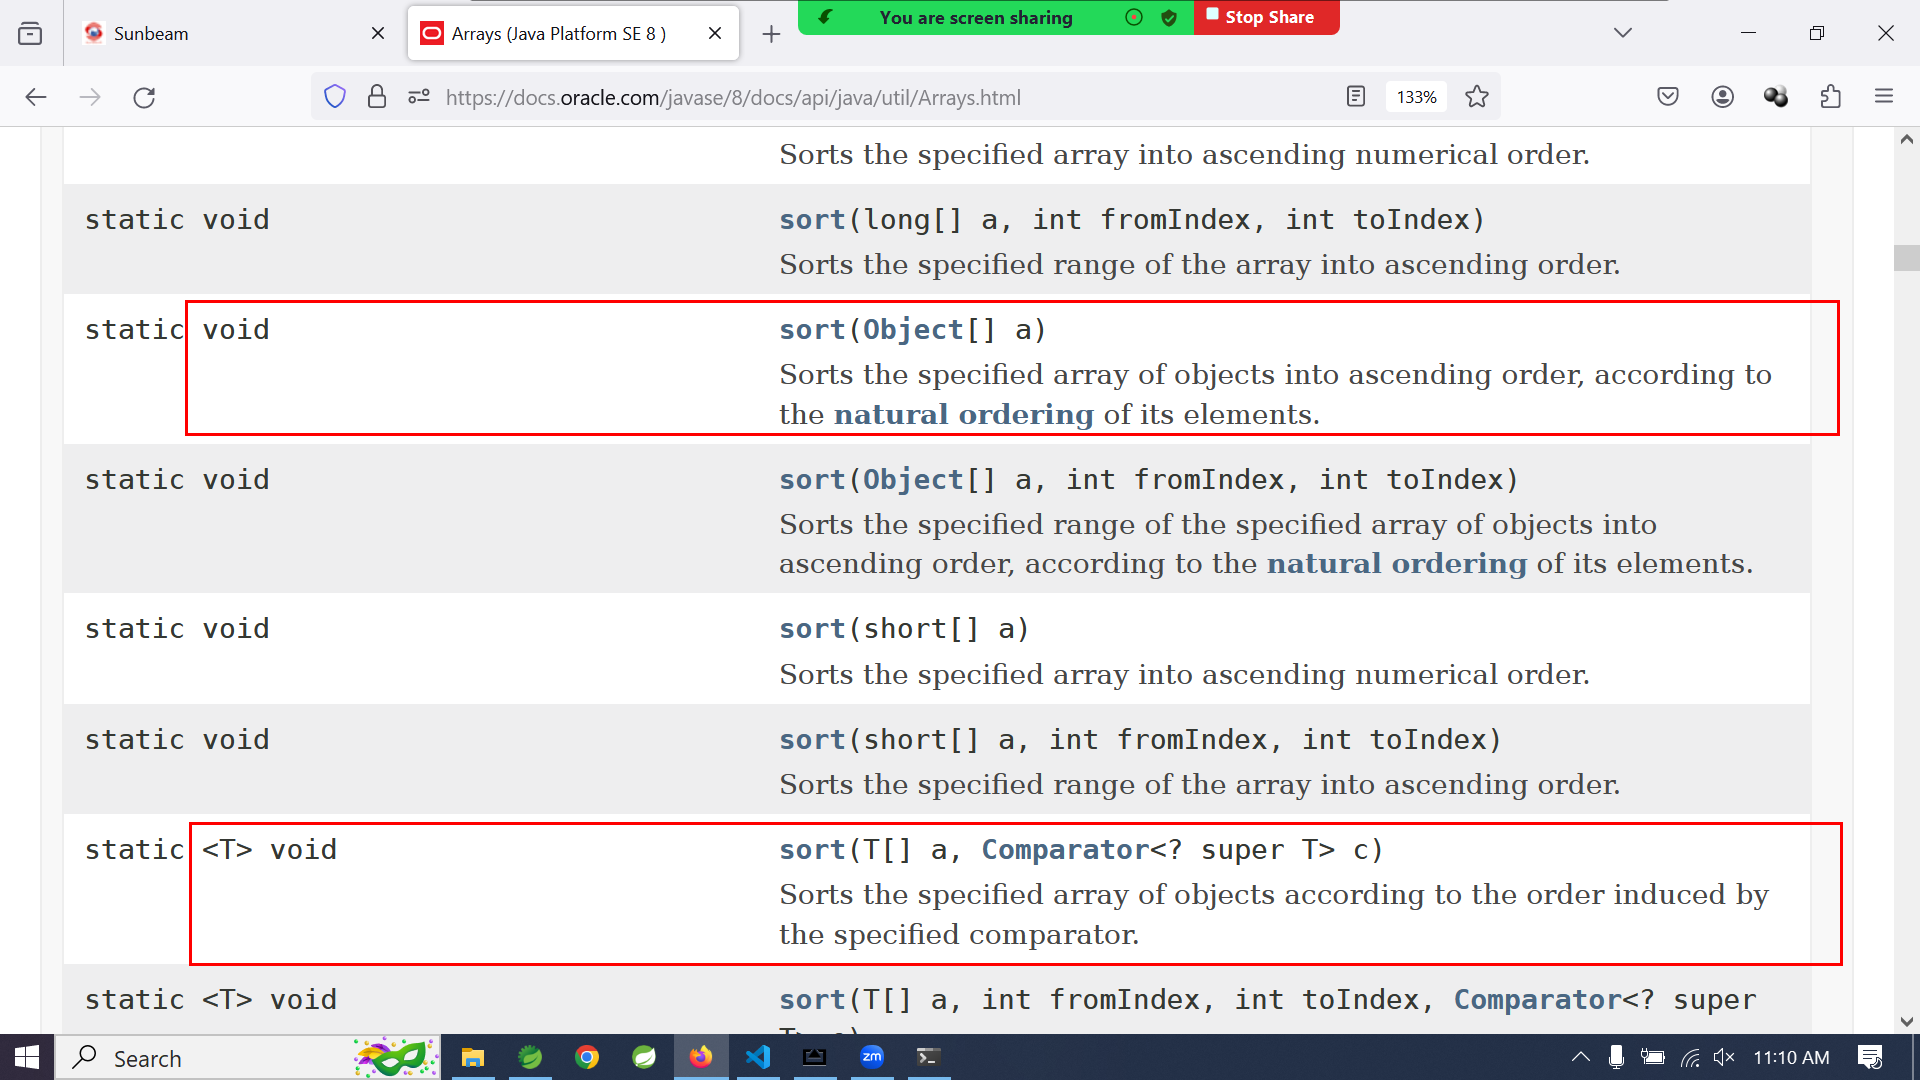 Sunbeam
Arrays (Java Platform SE 8 )
You are screen sharing
Stop Share
https://docs.oracle.com/javase/8/docs/api/java/util/Arrays.html
133%
Sorts the specified array into ascending numerical order.
static void sort(long[] a, int fromIndex, int toIndex)
Sorts the specified range of the array into ascending order.
static void sort(Object[] a)
Sorts the specified array of objects into ascending order, according to
the natural ordering of its elements.
static void sort(Object[] a, int fromIndex, int toIndex)
Sorts the specified range of the specified array of objects into
ascending order, according to the natural ordering of its elements.
static void sort(short[] a)
Sorts the specified array into ascending numerical order.
static void sort(short[] a, int fromIndex, int toIndex)
Sorts the specified range of the array into ascending order.
static <T> void sort(T[] a, Comparator<? super T> c)
Sorts the specified array of objects according to the order induced by
the specified comparator.
static <T> void sort(T[] a, int fromIndex, int toIndex, Comparator<? super
Search
zm
11:10 AM